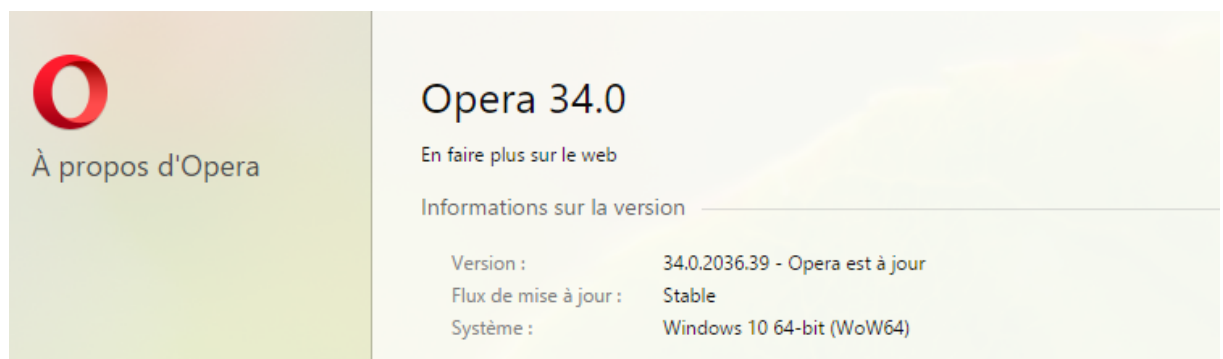 À propos d'Opera
Opera 34.0
En faire plus sur le web
Informations sur la version
Version : 34.0.2036.39 - Opera est à jour
Flux de mise à jour : Stable
Système : Windows 10 64-bit (WoW64)